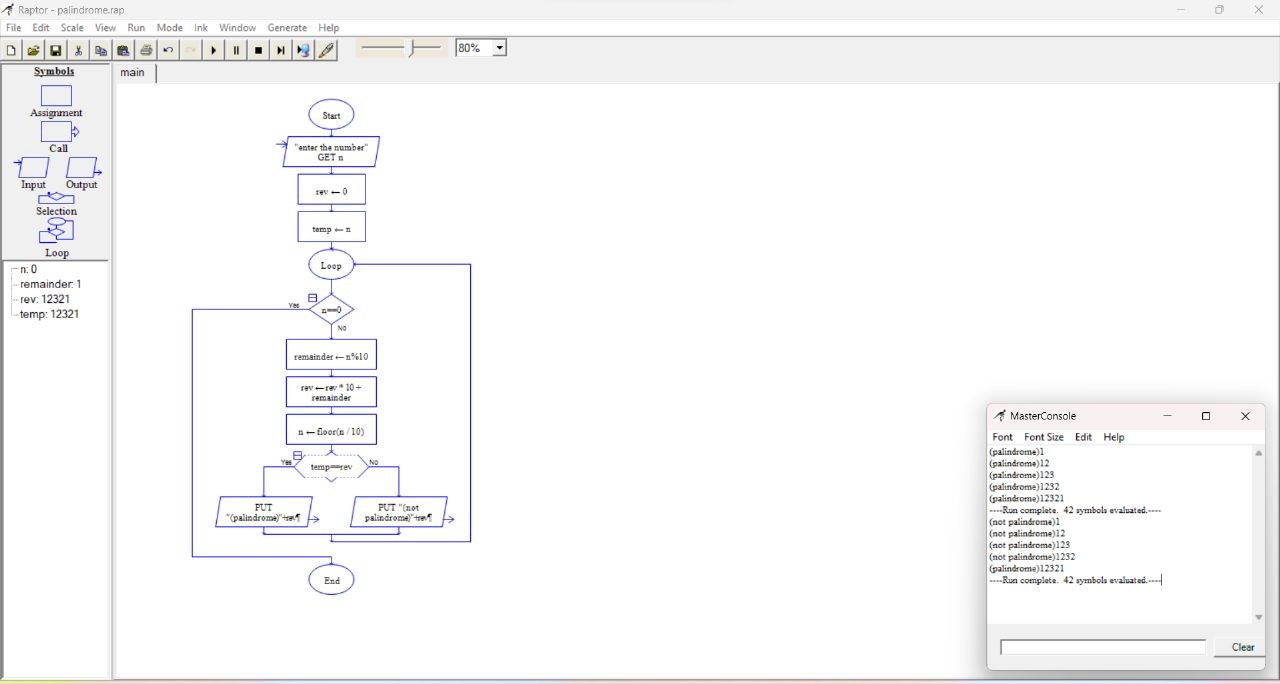 Raptor - palindrome.rap
File Edit Scale View Run Mode Ink Window Generate Help
80%
Symbols
Assignment
Call
Input Output
Selection
Loop
n: 0
remainder: 1
rev: 12321
temp: 12321
main
Start
"enter the number"
GET n
rev ← 0
temp ← n
Loop
Yes
n==0
No
remainder ← n%10
rev ← rev * 10 +
remainder
n ← floor(n / 10)
Yes
temp==rev
No
PUT
"(palindrome)"+rev¶
PUT "(not
palindrome)"+rev¶
End
MasterConsole
Font Font Size Edit Help
(palindrome)1
(palindrome)12
(palindrome)123
(palindrome)1232
(palindrome)12321
----Run complete. 42 symbols evaluated.----
(not palindrome)1
(not palindrome)12
(not palindrome)123
(not palindrome)1232
(palindrome)12321
----Run complete. 42 symbols evaluated.----
Clear